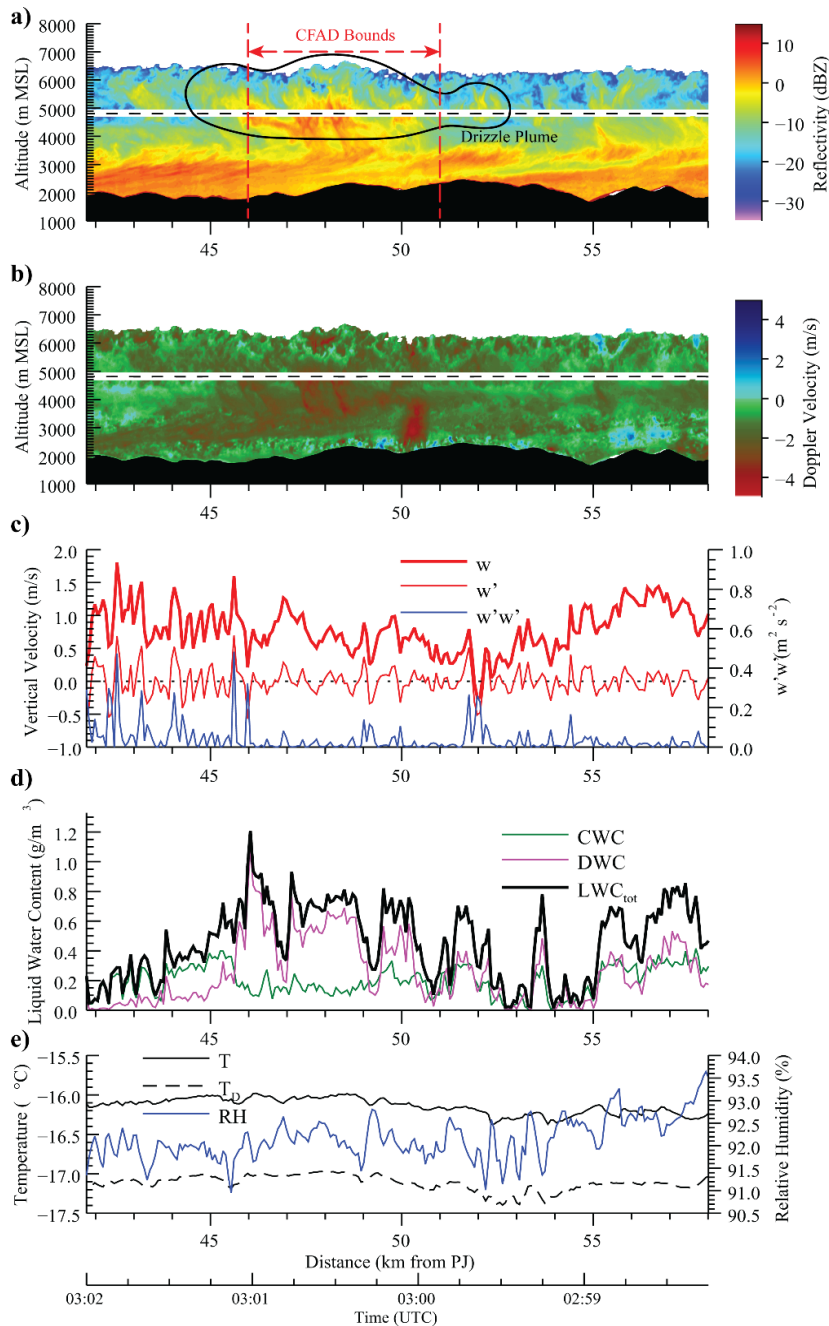 a)
8000
7000
6000
5000
4000
3000
2000
1000
Altitude (m MSL)
CFAD Bounds
Drizzle Plume
45
50
55
10
0
−10
−20
−30
Reflectivity (dBZ)
b)
8000
7000
6000
5000
4000
3000
2000
1000
Altitude (m MSL)
45
50
55
4
2
0
−2
−4
Doppler Velocity (m/s)
c)
2.0
1.5
1.0
0.5
0.0
−0.5
−1.0
Vertical Velocity (m/s)
w
w'
w'w'
1.0
0.8
0.6
0.4
0.2
0.0
w'w'(m² s⁻²)
45
50
55
d)
1.2
1.0
0.8
0.6
0.4
0.2
0.0
Liquid Water Content (g/m³)
CWC
DWC
LWCtot
45
50
55
e)
−15.5
−16.0
−16.5
−17.0
−17.5
Temperature ( °C)
T
TD
RH
94.0
93.5
93.0
92.5
92.0
91.5
91.0
90.5
Relative Humidity (%)
45
50
55
Distance (km from PJ)
03:02
03:01
03:00
02:59
Time (UTC)